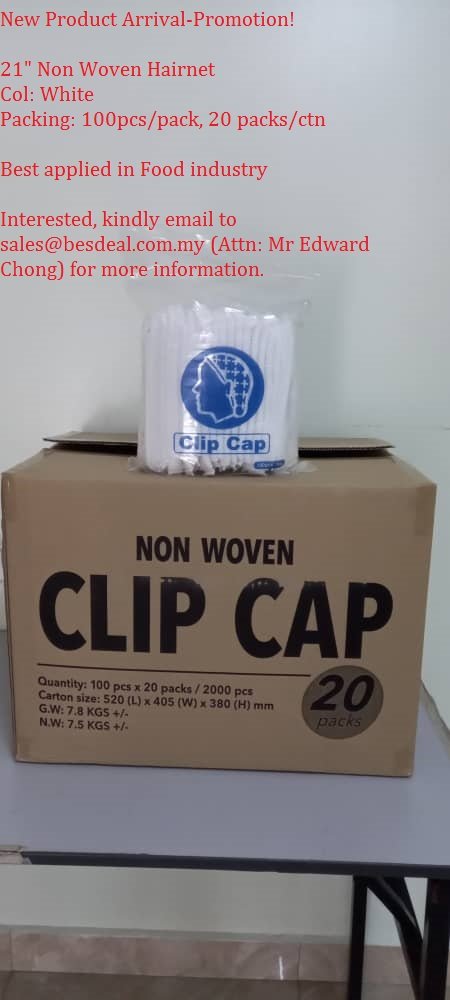 New Product Arrival-Promotion!
21" Non Woven Hairnet
Col: White
Packing: 100pcs/pack, 20 packs/ctn
Best applied in Food industry
Interested, kindly email to
sales@besdeal.com.my (Attn: Mr Edward
Chong) for more information.
Clip Cap
NON WOVEN
CLIP CAP
Quantity: 100 pcs x 20 packs / 2000 pcs
Carton size: 520 (L) x 405 (W) x 380 (H) mm
G.W: 7.8 KGS +/-
N.W: 7.5 KGS +/-
20
packs